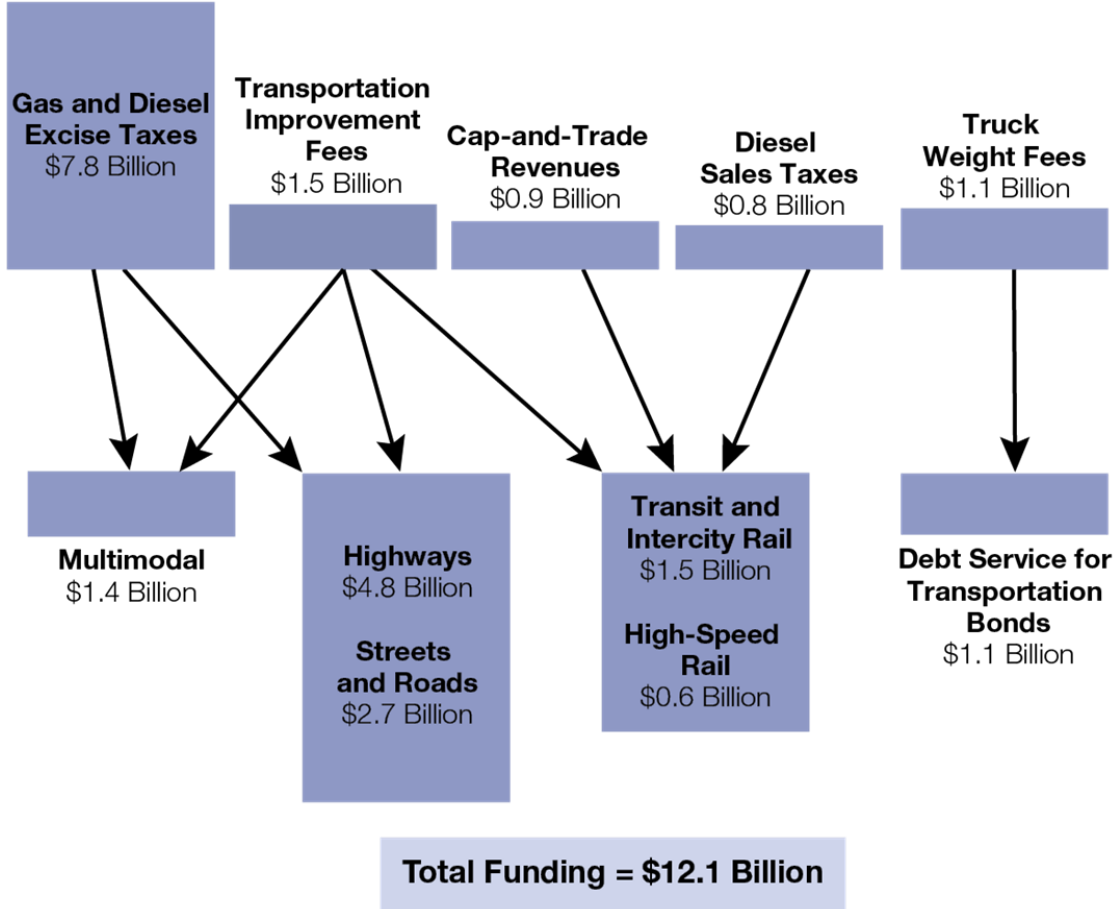 Gas and Diesel
Excise Taxes
$7.8 Billion
Transportation
Improvement
Fees
$1.5 Billion
Cap-and-Trade
Revenues
$0.9 Billion
Diesel
Sales Taxes
$0.8 Billion
Truck
Weight Fees
$1.1 Billion
Multimodal
$1.4 Billion
Highways
$4.8 Billion
Streets
and Roads
$2.7 Billion
Transit and
Intercity Rail
$1.5 Billion
High-Speed
Rail
$0.6 Billion
Debt Service for
Transportation
Bonds
$1.1 Billion
Total Funding = $12.1 Billion